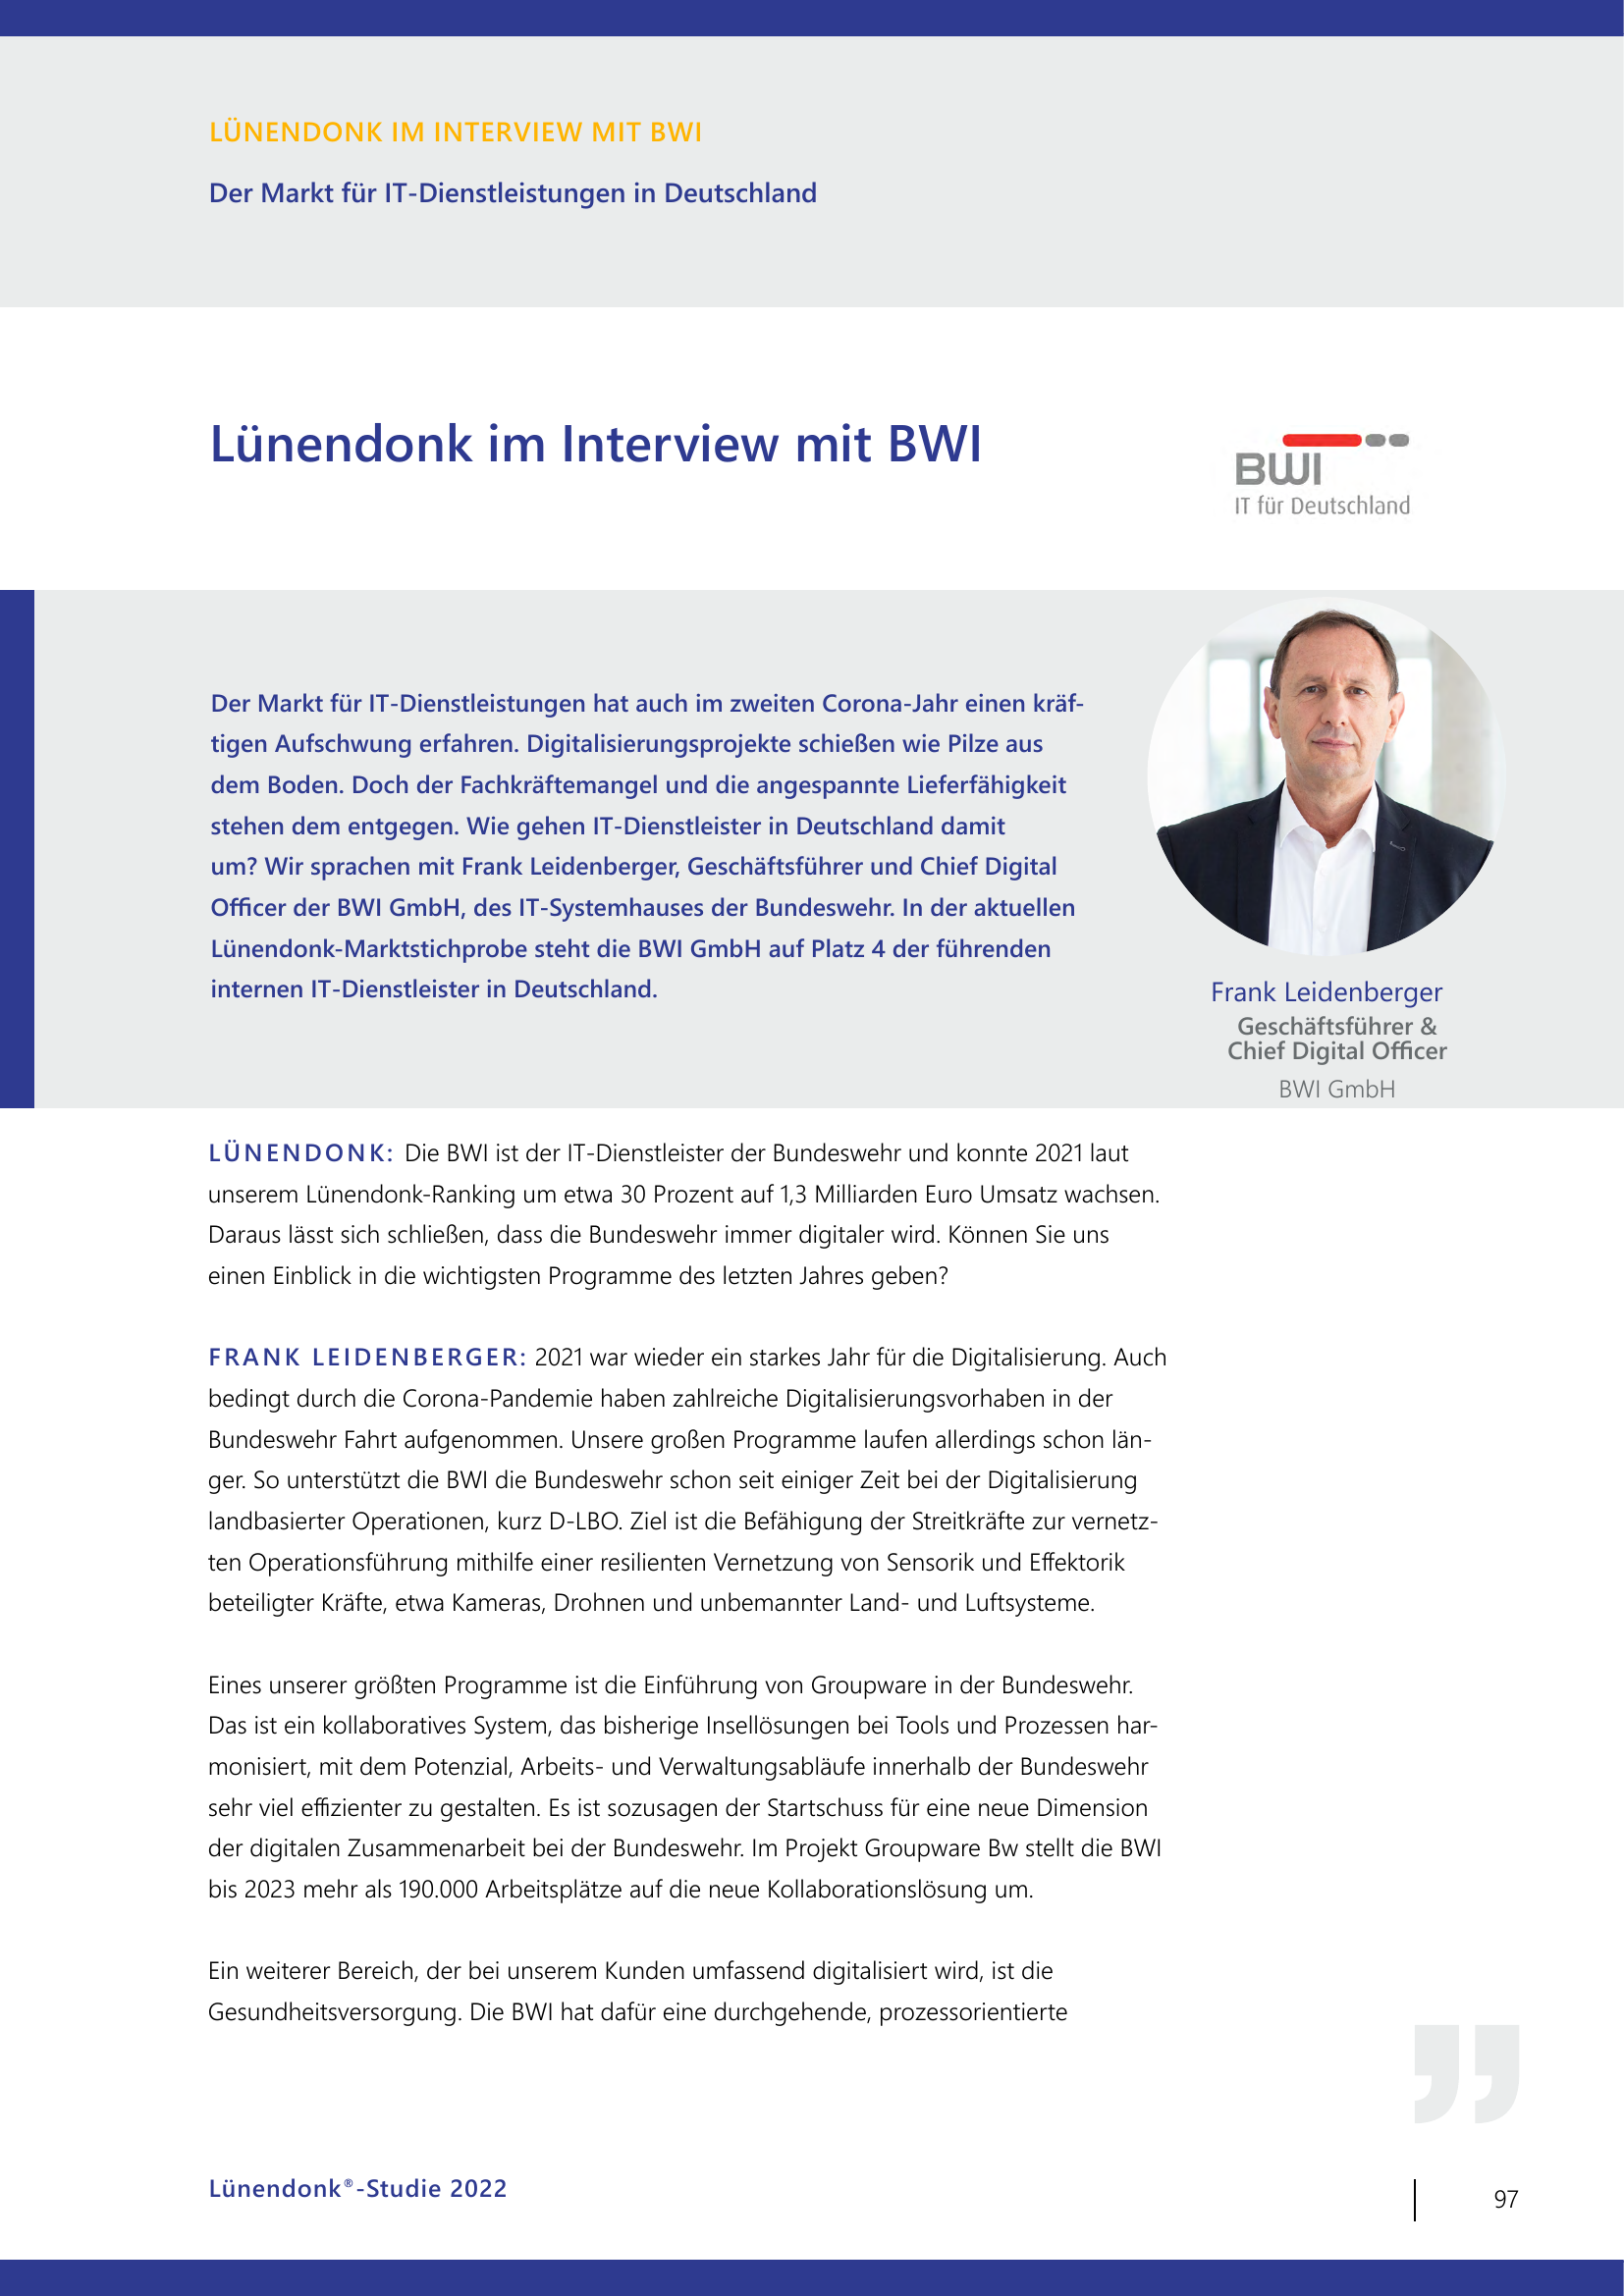 LÜNENDONK IM INTERVIEW MIT BWI
Der Markt für IT-Dienstleistungen in Deutschland
Lünendonk im Interview mit BWI
BWI
IT für Deutschland
Der Markt für IT-Dienstleistungen hat auch im zweiten Corona-Jahr einen kräf-
tigen Aufschwung erfahren. Digitalisierungsprojekte schießen wie Pilze aus
dem Boden. Doch der Fachkräftemangel und die angespannte Lieferfähigkeit
stehen dem entgegen. Wie gehen IT-Dienstleister in Deutschland damit
um? Wir sprachen mit Frank Leidenberger, Geschäftsführer und Chief Digital
Officer der BWI GmbH, des IT-Systemhauses der Bundeswehr. In der aktuellen
Lünendonk-Marktstichprobe steht die BWI GmbH auf Platz 4 der führenden
internen IT-Dienstleister in Deutschland.
Frank Leidenberger
Geschäftsführer &
Chief Digital Officer
BWI GmbH
LÜNENDONK: Die BWI ist der IT-Dienstleister der Bundeswehr und konnte 2021 laut
unserem Lünendonk-Ranking um etwa 30 Prozent auf 1,3 Milliarden Euro Umsatz wachsen.
Daraus lässt sich schließen, dass die Bundeswehr immer digitaler wird. Können Sie uns
einen Einblick in die wichtigsten Programme des letzten Jahres geben?
FRANK LEIDENBERGER: 2021 war wieder ein starkes Jahr für die Digitalisierung. Auch
bedingt durch die Corona-Pandemie haben zahlreiche Digitalisierungsvorhaben in der
Bundeswehr Fahrt aufgenommen. Unsere großen Programme laufen allerdings schon län-
ger. So unterstützt die BWI die Bundeswehr schon seit einiger Zeit bei der Digitalisierung
landbasierter Operationen, kurz D-LBO. Ziel ist die Befähigung der Streitkräfte zur vernetz-
ten Operationsführung mithilfe einer resilienten Vernetzung von Sensorik und Effektorik
beteiligter Kräfte, etwa Kameras, Drohnen und unbemannter Land- und Luftsysteme.
Eines unserer größten Programme ist die Einführung von Groupware in der Bundeswehr.
Das ist ein kollaboratives System, das bisherige Insellösungen bei Tools und Prozessen har-
monisiert, mit dem Potenzial, Arbeits- und Verwaltungsabläufe innerhalb der Bundeswehr
sehr viel effizienter zu gestalten. Es ist sozusagen der Startschuss für eine neue Dimension
der digitalen Zusammenarbeit bei der Bundeswehr. Im Projekt Groupware Bw stellt die BWI
bis 2023 mehr als 190.000 Arbeitsplätze auf die neue Kollaborationslösung um.
Ein weiterer Bereich, der bei unserem Kunden umfassend digitalisiert wird, ist die
Gesundheitsversorgung. Die BWI hat dafür eine durchgehende, prozessorientierte
Lünendonk®-Studie 2022
97